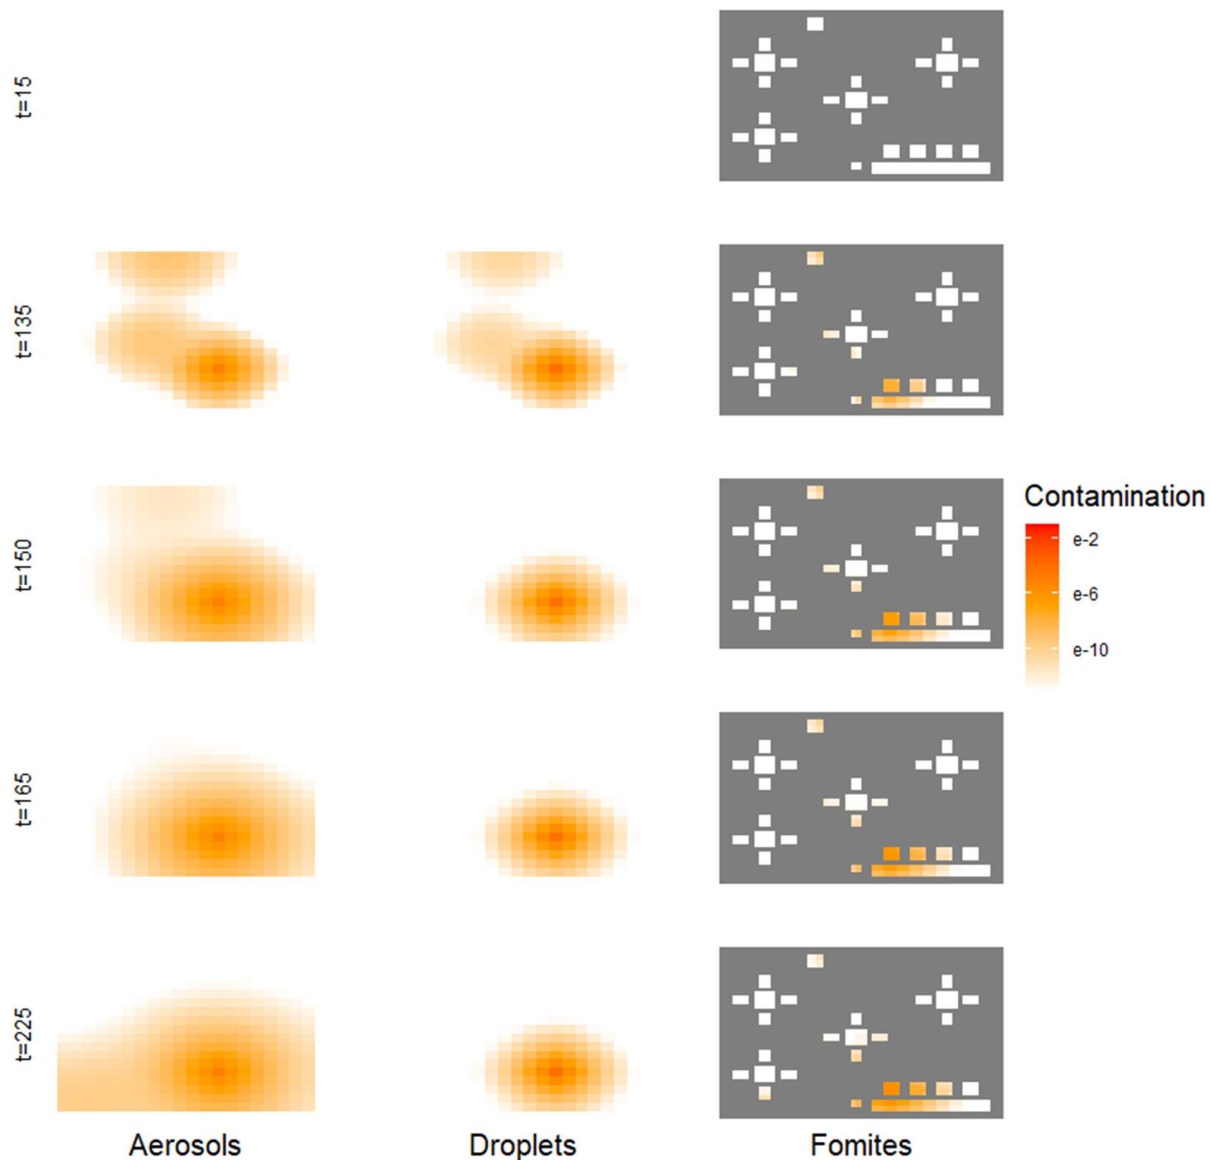 t=15
t=135
t=150
Contamination
e-2
e-6
e-10
t=165
t=225
Aerosols
Droplets
Fomites